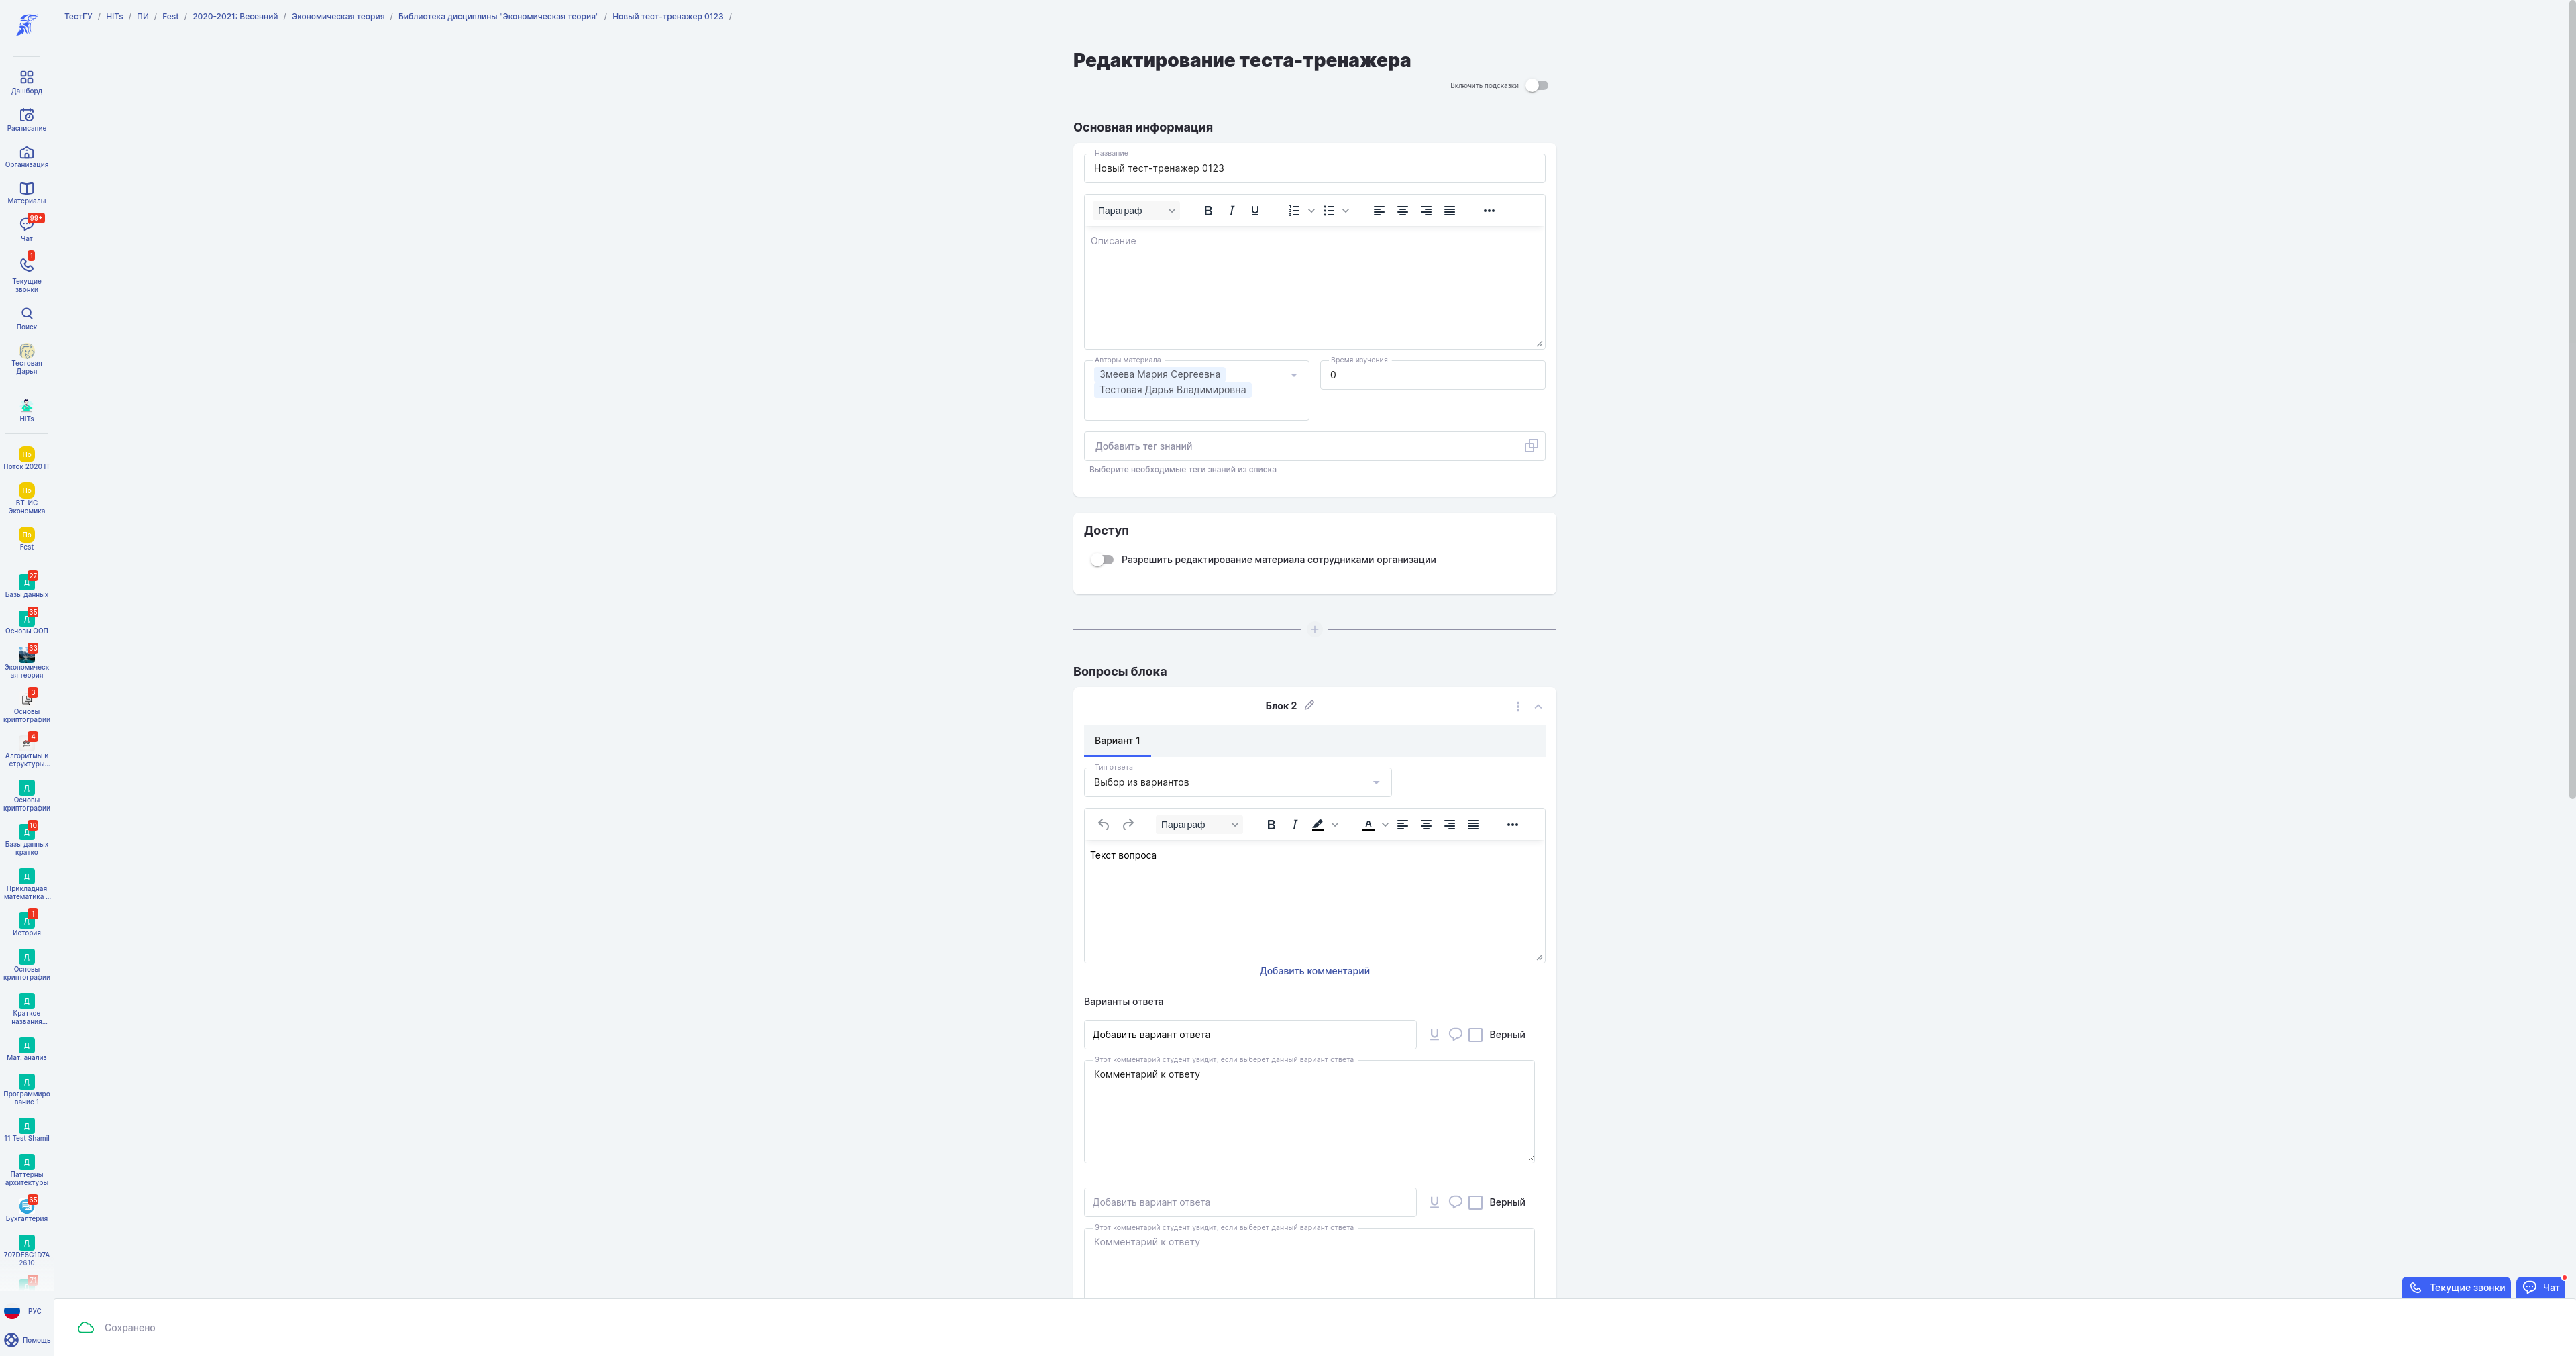 ТестГУ / HITs / ПИ / Fest / 2020-2021: Весенний / Экономическая теория / Библиотека дисциплины "Экономическая теория" / Новый тест-тренажер 0123 /
Дашборд
Расписание
Организация
Материалы
99+
Чат
1
Текущие
звонки
Поиск
Тестовая
Дарья
HITs
По
Поток 2020 IT
По
ВТ-ИС
Экономика
По
Fest
27
Д
Базы данных
35
Д
Основы ООП
33
Экономическ
ая теория
3
Основы
криптографии
4
Алгоритмы и
структуры...
Д
Основы
криптографии
10
Д
Базы данных
кратко
Д
Прикладная
математика ...
1
Д
История
Д
Основы
криптографии
Д
Краткое
названия...
Д
Мат. анализ
Д
Программиро
вание 1
Д
11 Test Shamil
Д
Паттерны
архитектуры
65
Бухгалтерия
Д
707DE8G1D7A
2610
21
РУС
Помощь
Редактирование теста-тренажера
Включить подсказки
Основная информация
Название
Новый тест-тренажер 0123
Параграф
Описание
Авторы материала
Змеева Мария Сергеевна
Тестовая Дарья Владимировна
Время изучения
0
Добавить тег знаний
Выберите необходимые теги знаний из списка
Доступ
Разрешить редактирование материала сотрудниками организации
Вопросы блока
Блок 2
Вариант 1
Тип ответа
Выбор из вариантов
Параграф
Текст вопроса
Добавить комментарий
Варианты ответа
Добавить вариант ответа
Верный
Этот комментарий студент увидит, если выберет данный вариант ответа
Комментарий к ответу
Добавить вариант ответа
Верный
Этот комментарий студент увидит, если выберет данный вариант ответа
Комментарий к ответу
Текущие звонки
Чат
Сохранено